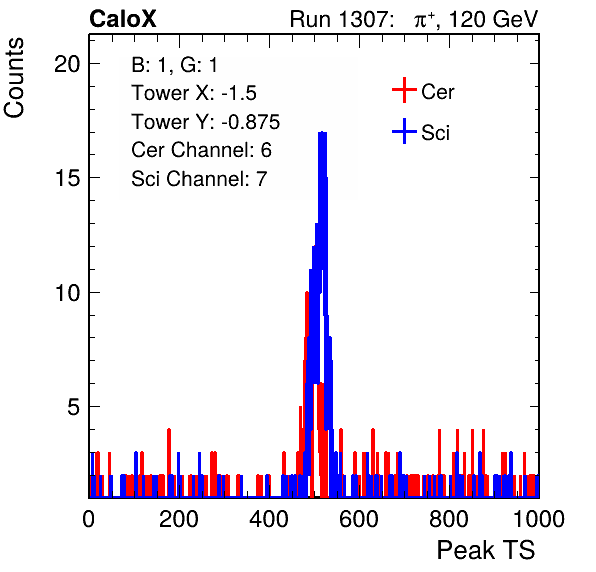 CaloX Run 1307: π⁺, 120 GeV
Counts
B: 1, G: 1
Tower X: -1.5
Tower Y: -0.875
Cer Channel: 6
Sci Channel: 7
Cer
Sci
20
15
10
5
0 200 400 600 800 1000
Peak TS